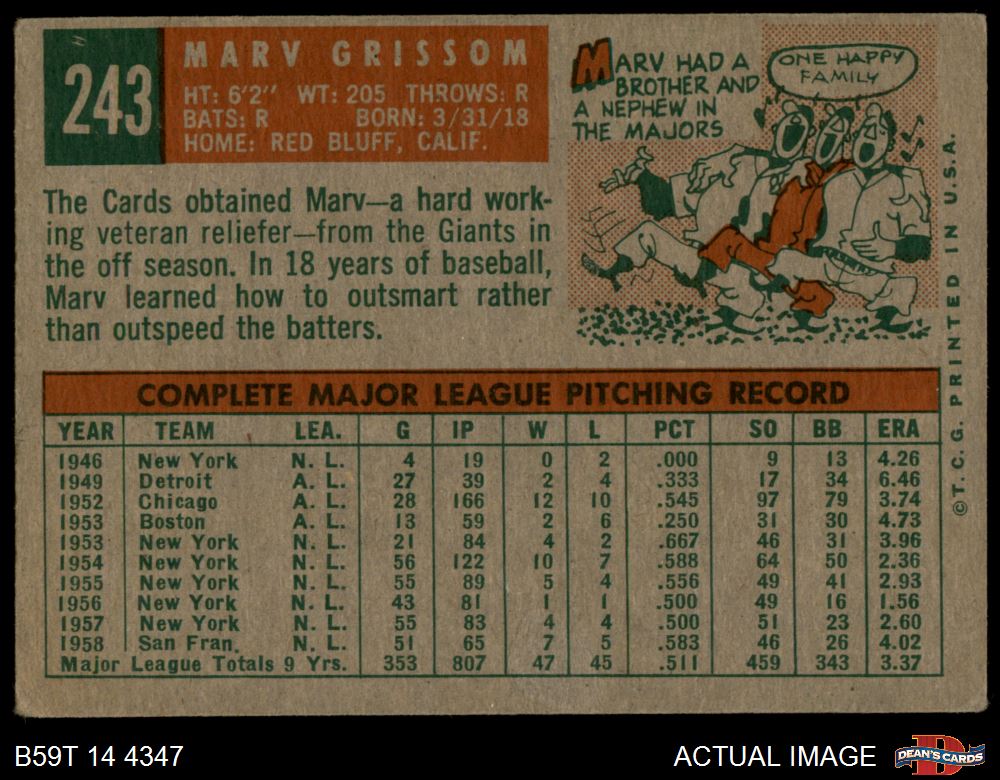 243
MARV GRISSOM
HT: 6'2" WT: 205 THROWS: R
BATS: R BORN: 3/31/18
HOME: RED BLUFF, CALIF.
MARV HAD A
BROTHER AND
A NEPHEW IN
THE MAJORS
ONE HAPPY
FAMILY
The Cards obtained Marv—a hard work-
ing veteran reliefer—from the Giants in
the off season. In 18 years of baseball,
Marv learned how to outsmart rather
than outspeed the batters.
COMPLETE MAJOR LEAGUE PITCHING RECORD
YEAR TEAM LEA. G IP W L PCT SO BB ERA
1946 New York N. L. 4 19 0 2 .000 9 13 4.26
1949 Detroit A. L. 27 39 2 4 .333 17 34 6.46
1952 Chicago A. L. 28 166 12 10 .545 97 79 3.74
1953 Boston A. L. 13 59 2 6 .250 31 30 4.73
1953 New York N. L. 21 84 4 2 .667 46 31 3.96
1954 New York N. L. 56 122 10 7 .588 64 50 2.36
1955 New York N. L. 55 89 5 4 .556 49 41 2.93
1956 New York N. L. 43 81 1 1 .500 49 16 1.56
1957 New York N. L. 55 83 4 4 .500 51 23 2.60
1958 San Fran. N. L. 51 65 7 5 .583 46 26 4.02
Major League Totals 9 Yrs. 353 807 47 45 .511 459 343 3.37
©T. C. G. PRINTED IN U.S.A.
B59T 14 4347
ACTUAL IMAGE
D
DEAN'S CARDS